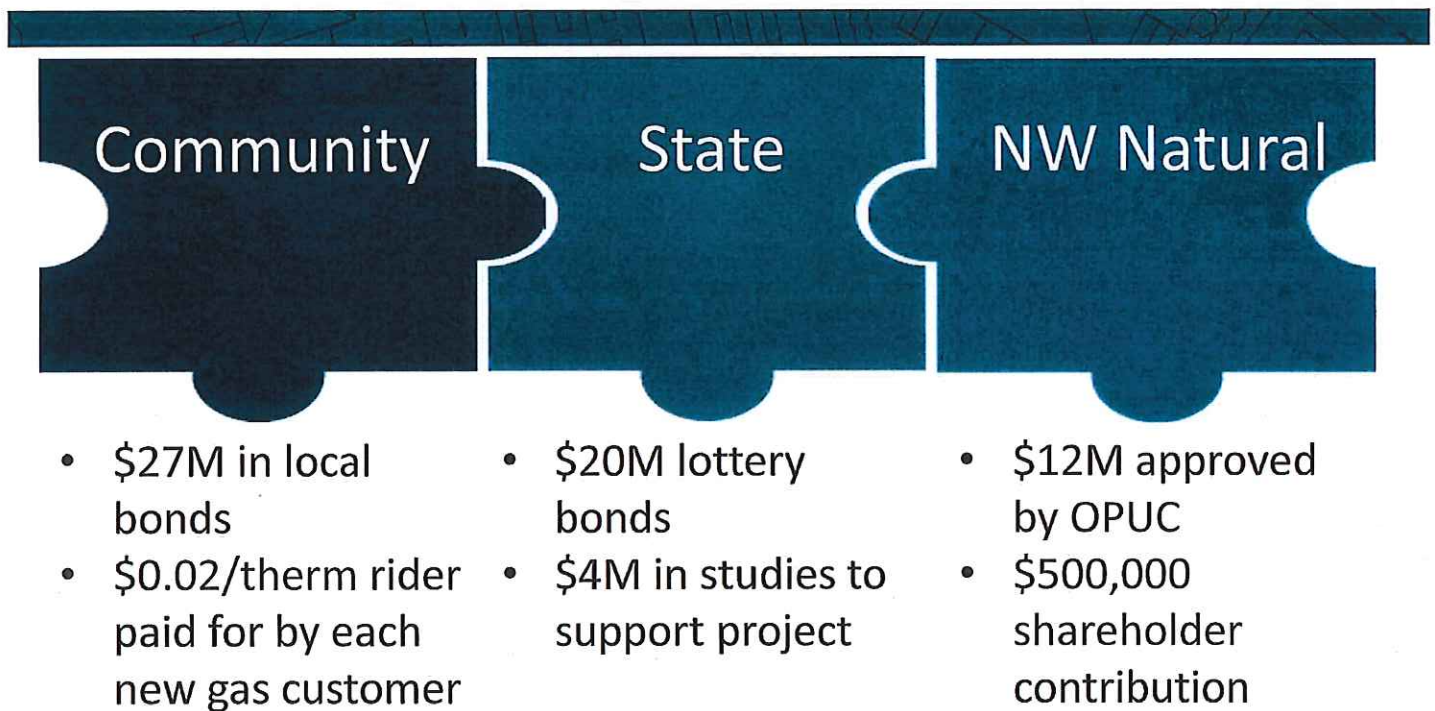 Community
State
NW Natural
• $27M in local
bonds
• $0.02/therm rider
paid for by each
new gas customer
• $20M lottery
bonds
• $4M in studies to
support project
• $12M approved
by OPUC
• $500,000
shareholder
contribution